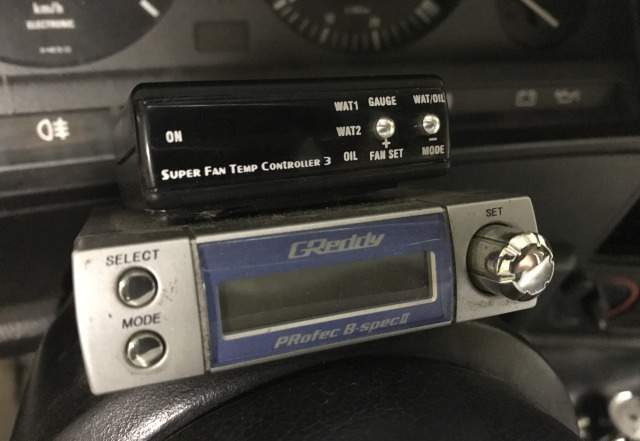 km/h
ELECTRONIC
WAT1 GAUGE WAT/OIL
ON
WAT2 + -
OIL FAN SET MODE
SUPER FAN TEMP CONTROLLER 3
SELECT
MODE
GReddy
PRofec B-specII
SET